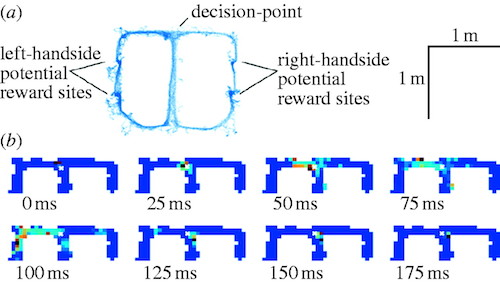 (a)
decision-point
left-handside
potential
reward sites
right-handside
potential
reward sites
1 m
1 m
(b)
0 ms
25 ms
50 ms
75 ms
100 ms
125 ms
150 ms
175 ms